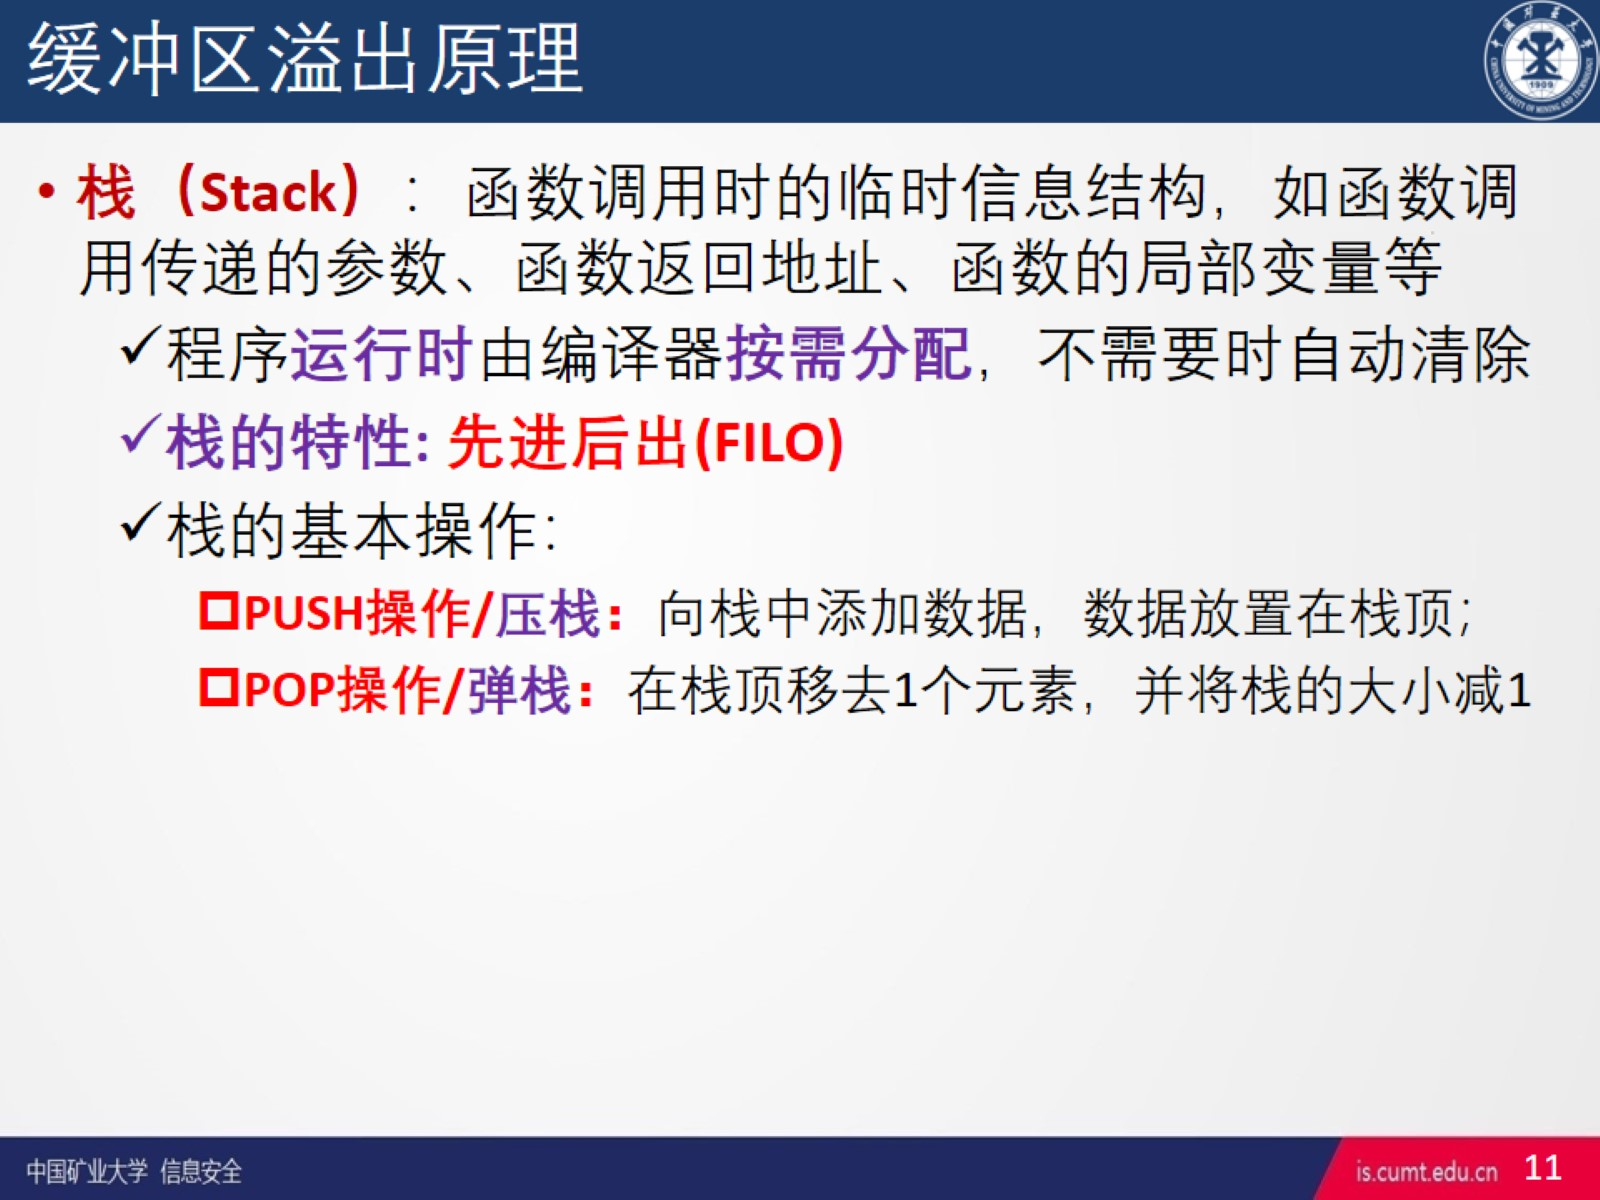 缓冲区溢出原理
CHINA UNIVERSITY OF MINING AND TECHNOLOGY
1909
• 栈（Stack）：函数调用时的临时信息结构，如函数调
用传递的参数、函数返回地址、函数的局部变量等
✓程序运行时由编译器按需分配，不需要时自动清除
✓栈的特性: 先进后出(FILO)
✓栈的基本操作：
❑PUSH操作/压栈：向栈中添加数据，数据放置在栈顶；
❑POP操作/弹栈：在栈顶移去1个元素，并将栈的大小减1
中国矿业大学 信息安全
is.cumt.edu.cn 11